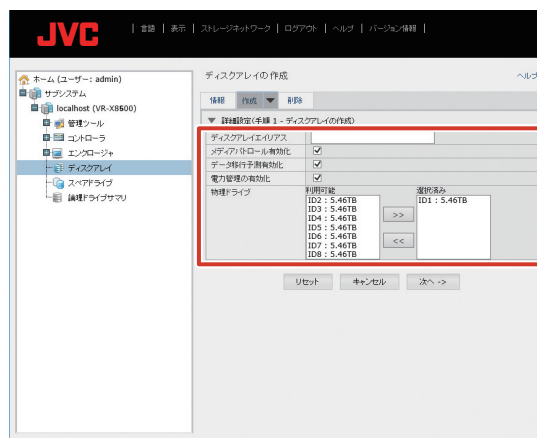 JVC
| 言語 | 表示 | ストレージネットワーク | ログアウト | ヘルプ | バージョン情報 |
ホーム (ユーザー: admin)
サブシステム
localhost (VR-X8600)
管理ツール
コントローラ
エンクロージャ
ディスクアレイ
スペアドライブ
論理ドライブサマリ
ディスクアレイの作成
ヘルプ
情報 作成 ▼ 削除
▼ 詳細設定(手順 1 - ディスクアレイの作成)
ディスクアレイエイリアス
メディアパトロール有効化
データ移行予測有効化
電力管理の有効化
物理ドライブ 利用可能 選択済み
ID2 : 5.46TB ID1 : 5.46TB
ID3 : 5.46TB
ID4 : 5.46TB >>
ID5 : 5.46TB
ID6 : 5.46TB
ID7 : 5.46TB <<
ID8 : 5.46TB
リセット キャンセル 次へ ->